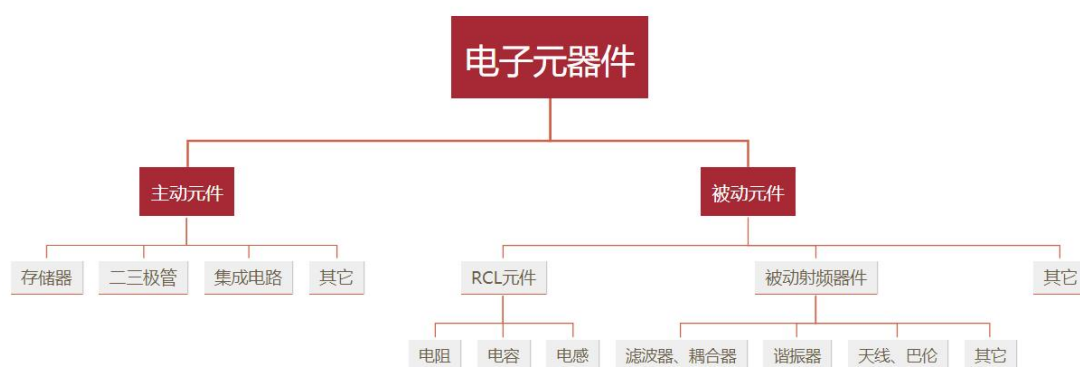 电子元器件
主动元件
被动元件
存储器
二三极管
集成电路
其它
RCL元件
被动射频器件
其它
电阻
电容
电感
滤波器、耦合器
谐振器
天线、巴伦
其它